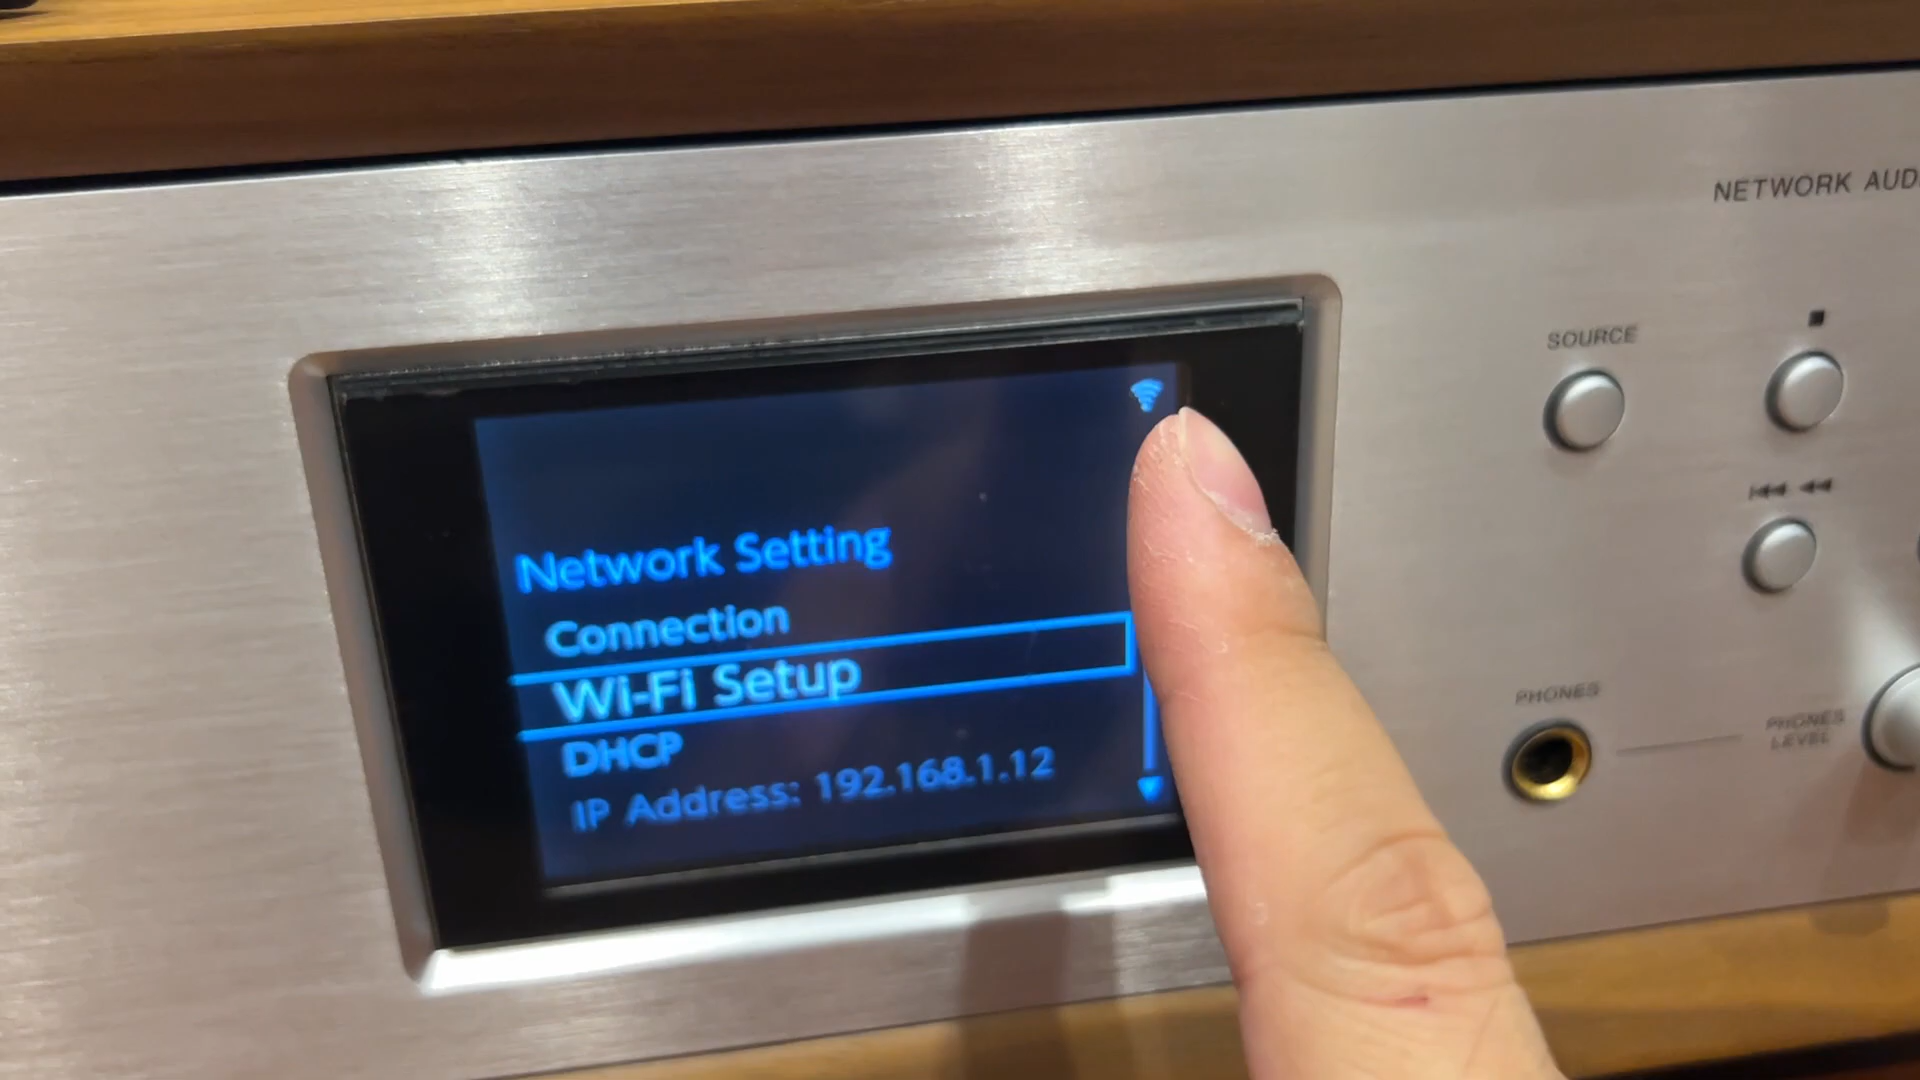 NETWORK AUD
SOURCE
Network Setting
Connection
Wi-Fi Setup
DHCP
IP Address: 192.168.1.12
PHONES
PHONES
LEVEL